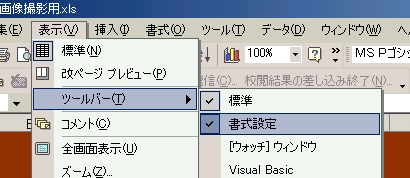 画像撮影用.xls
(E) 表示(V) 挿入(I) 書式(O) ツール(T) データ(D) ウィンドウ(W) ヘ
標準(N)
100%
MS Pゴシ
改ページ プレビュー(P)
校閲結果の差し込み終了(N)...
ツールバー(T)
標準
コメント(C)
書式設定
全画面表示(U)
[ウォッチ] ウィンドウ
ズーム(Z)...
Visual Basic